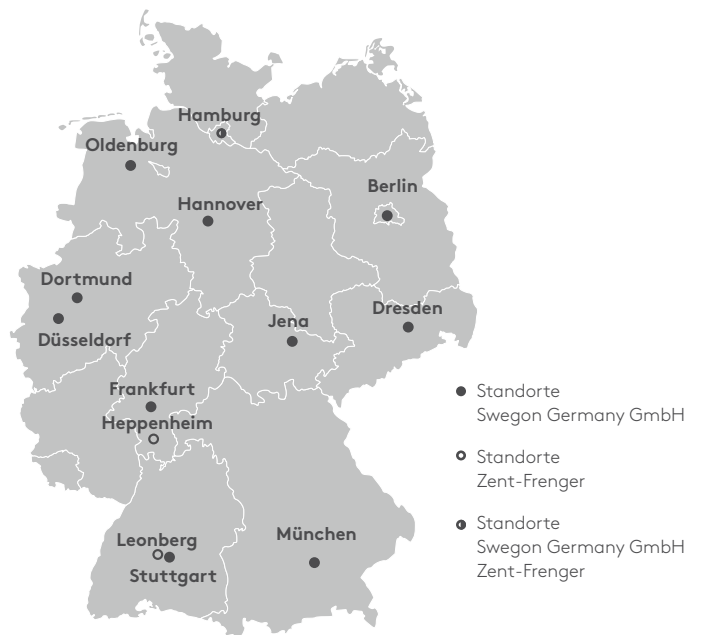 Hamburg
Oldenburg
Berlin
Hannover
Dortmund
Dresden
Jena
Düsseldorf
Frankfurt
Heppenheim
Leonberg
München
Stuttgart
Standorte
Swegon Germany GmbH
Standorte
Zent-Frenger
Standorte
Swegon Germany GmbH
Zent-Frenger